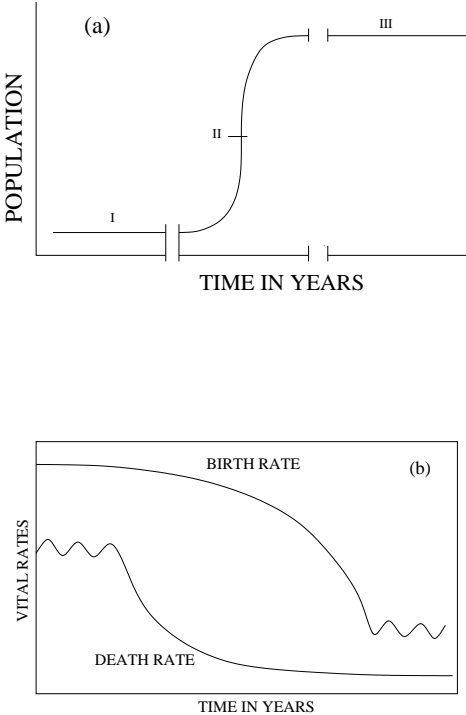 (a)
III
POPULATION
II
I
TIME IN YEARS
BIRTH RATE
(b)
VITAL RATES
DEATH RATE
TIME IN YEARS